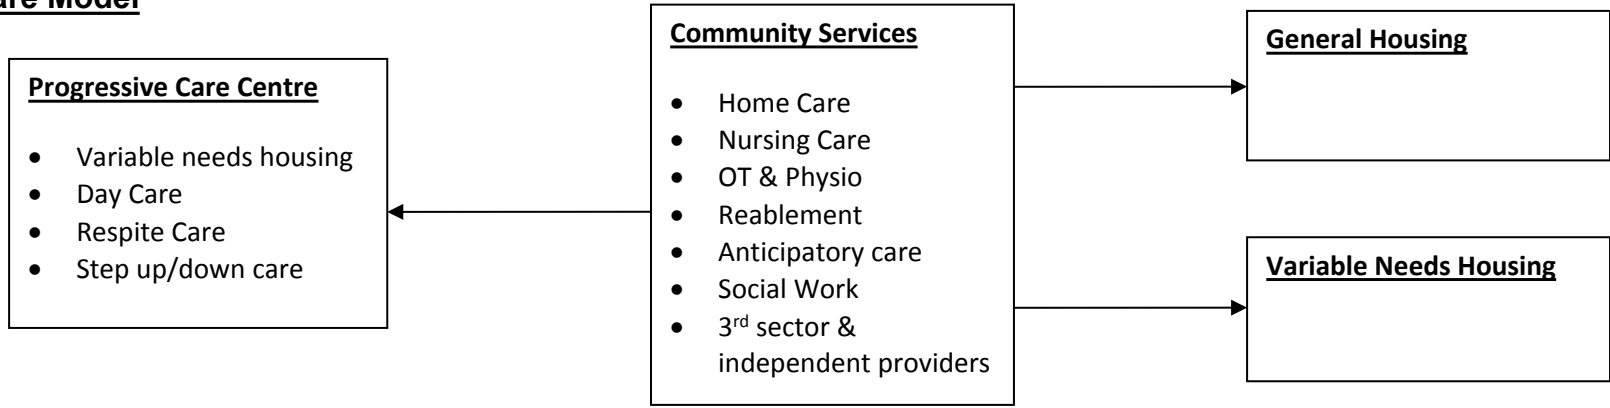 Model
Progressive Care Centre
• Variable needs housing
• Day Care
• Respite Care
• Step up/down care
Community Services
• Home Care
• Nursing Care
• OT & Physio
• Reablement
• Anticipatory care
• Social Work
• 3rd sector &
independent providers
General Housing
Variable Needs Housing